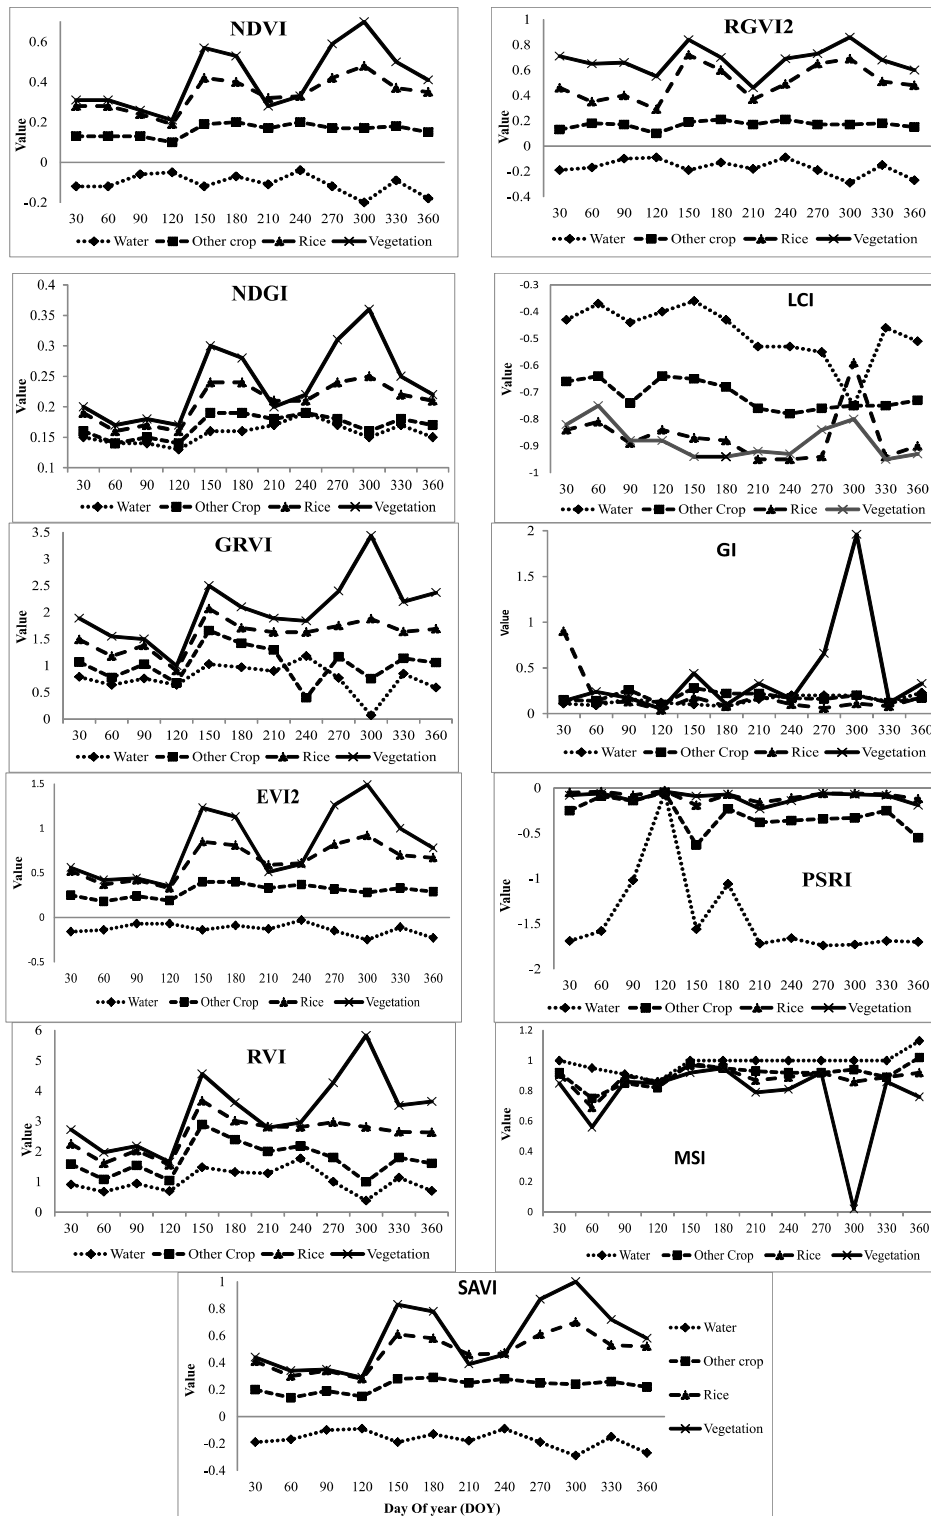 NDVI
0.6
0.4
0.2
0
-0.2
Value
30 60 90 120 150 180 210 240 270 300 330 360
Water Other crop Rice Vegetation
RGVI2
1
0.8
0.6
0.4
0.2
0
-0.2
-0.4
Value
30 60 90 120 150 180 210 240 270 300 330 360
Water Other crop Rice Vegetation
NDGI
0.4
0.35
0.3
0.25
0.2
0.15
0.1
Value
30 60 90 120 150 180 210 240 270 300 330 360
Water Other Crop Rice Vegetation
LCI
-0.3
-0.4
-0.5
-0.6
-0.7
-0.8
-0.9
-1
Value
30 60 90 120 150 180 210 240 270 300 330 360
Water Other Crop Rice Vegetation
GRVI
3.5
3
2.5
2
1.5
1
0.5
0
Value
30 60 90 120 150 180 210 240 270 300 330 360
Water Other Crop Rice Vegetation
GI
2
1.5
1
0.5
0
Value
30 60 90 120 150 180 210 240 270 300 330 360
Water Other Crop Rice Vegetation
EVI2
1.5
1
0.5
0
-0.5
Value
30 60 90 120 150 180 210 240 270 300 330 360
Water Other Crop Rice Vegetation
PSRI
0
-0.5
-1
-1.5
-2
Value
30 60 90 120 150 180 210 240 270 300 330 360
Water Other Crop Rice Vegetation
RVI
6
5
4
3
2
1
0
Value
30 60 90 120 150 180 210 240 270 300 330 360
Water Other Crop Rice Vegetation
MSI
1.2
1
0.8
0.6
0.4
0.2
0
Value
30 60 90 120 150 180 210 240 270 300 330 360
Water Other Crop Rice Vegetation
SAVI
1
0.8
0.6
0.4
0.2
0
-0.2
-0.4
Value
30 60 90 120 150 180 210 240 270 300 330 360
Day Of year (DOY)
Water
Other crop
Rice
Vegetation